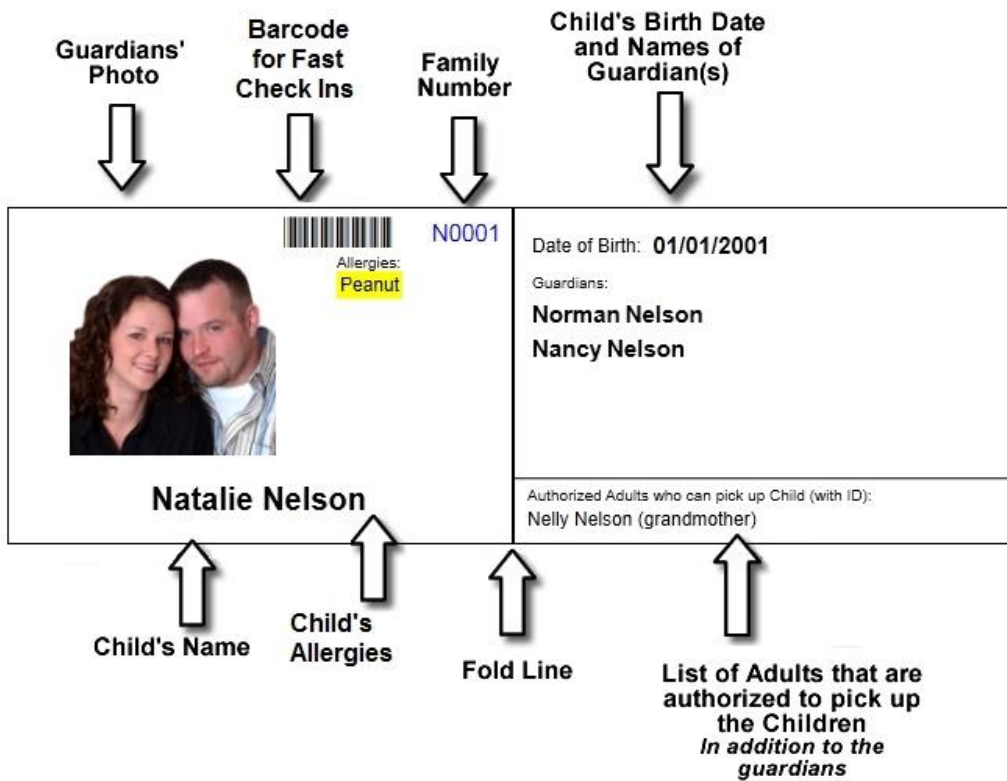 Guardians'
Photo
Barcode
for Fast
Check Ins
Family
Number
Child's Birth Date
and Names of
Guardian(s)
N0001
Allergies:
Peanut
Natalie Nelson
Date of Birth: 01/01/2001
Guardians:
Norman Nelson
Nancy Nelson
Authorized Adults who can pick up Child (with ID):
Nelly Nelson (grandmother)
Child's Name
Child's
Allergies
Fold Line
List of Adults that are
authorized to pick up
the Children
In addition to the
guardians